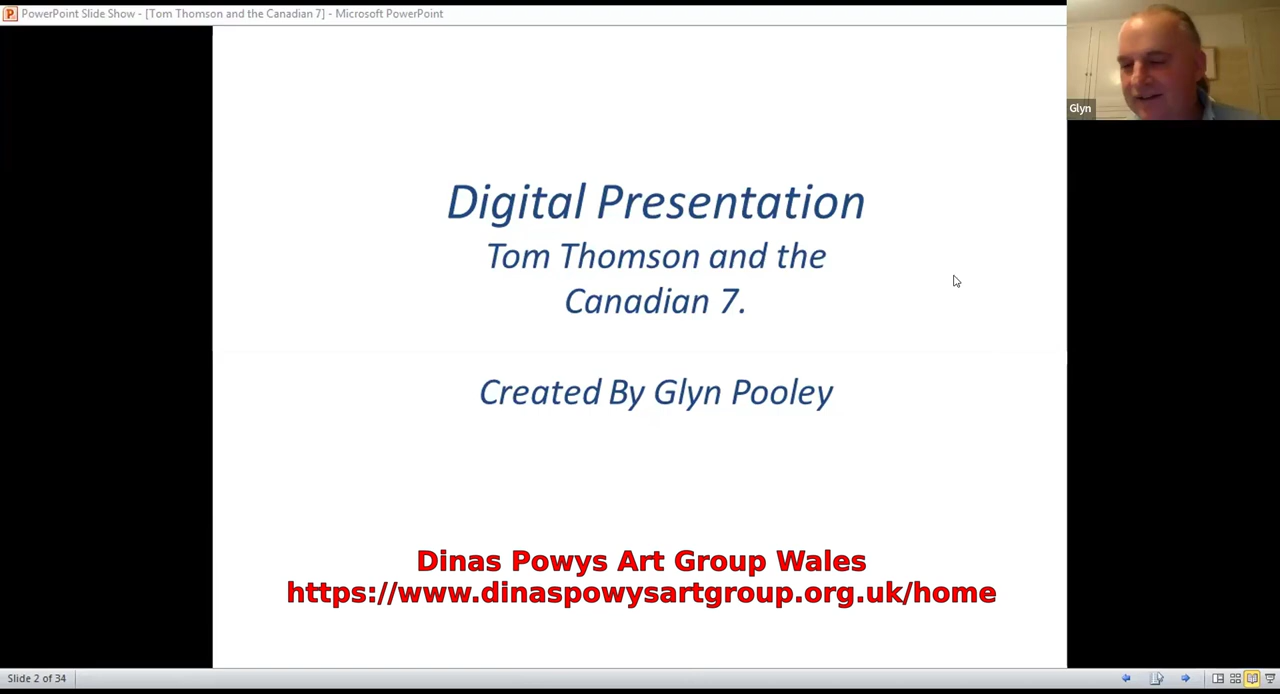 PowerPoint Slide Show - [Tom Thomson and the Canadian 7] - Microsoft PowerPoint
Glyn
Digital Presentation
Tom Thomson and the
Canadian 7.
Created By Glyn Pooley
Dinas Powys Art Group Wales
https://www.dinaspowysartgroup.org.uk/home
Slide 2 of 34